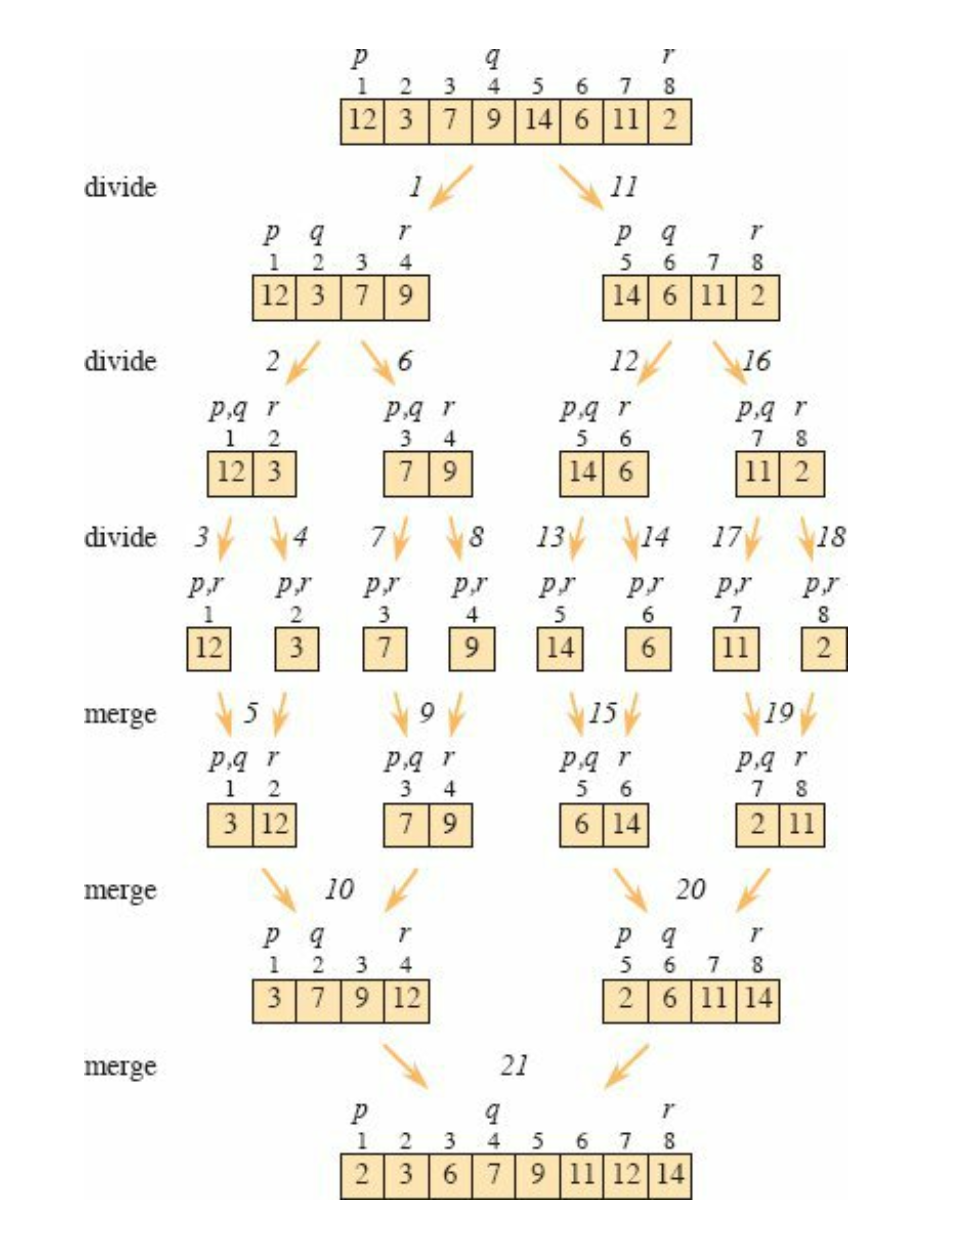 p q r
1 2 3 4 5 6 7 8
12 3 7 9 14 6 11 2
divide 1 11
p q r p q r
1 2 3 4 5 6 7 8
12 3 7 9 14 6 11 2
divide 2 6 12 16
p,q r p,q r p,q r p,q r
1 2 3 4 5 6 7 8
12 3 7 9 14 6 11 2
divide 3 4 7 8 13 14 17 18
p,r p,r p,r p,r p,r p,r p,r p,r
1 2 3 4 5 6 7 8
12 3 7 9 14 6 11 2
merge 5 9 15 19
p,q r p,q r p,q r p,q r
1 2 3 4 5 6 7 8
3 12 7 9 6 14 2 11
merge 10 20
p q r p q r
1 2 3 4 5 6 7 8
3 7 9 12 2 6 11 14
merge 21
p q r
1 2 3 4 5 6 7 8
2 3 6 7 9 11 12 14